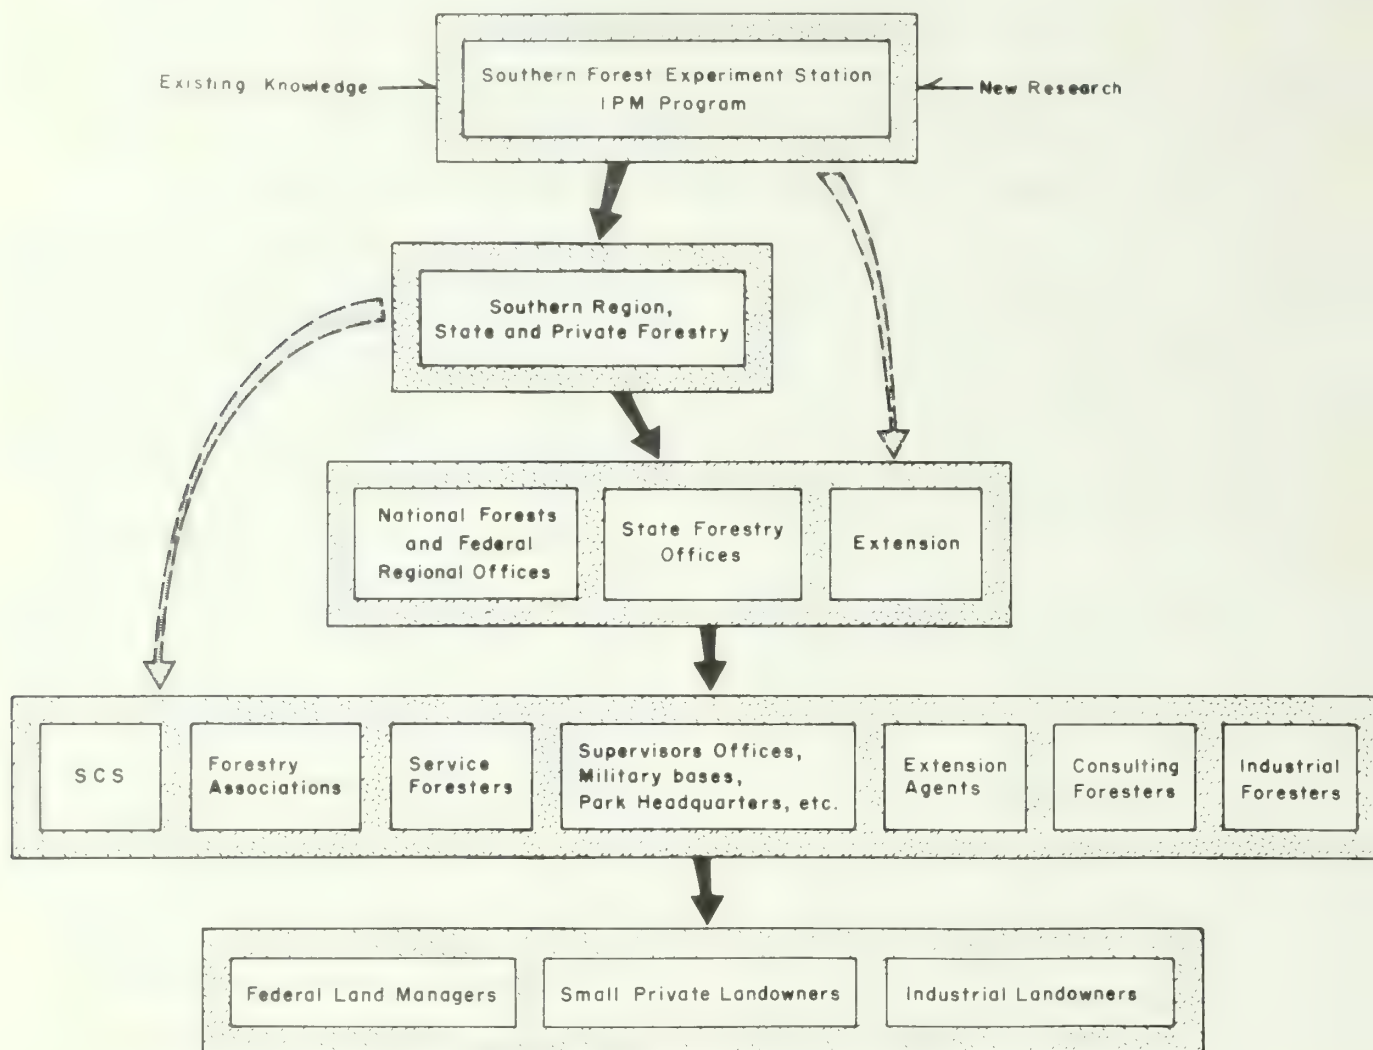 Existing Knowledge
Southern Forest Experiment Station
IPM Program
New Research
Southern Region,
State and Private Forestry
National Forests
and Federal
Regional Offices
State Forestry
Offices
Extension
SCS
Forestry
Associations
Service
Foresters
Supervisors Offices,
Military bases,
Park Headquarters, etc.
Extension
Agents
Consulting
Foresters
Industrial
Foresters
Federal Land Managers
Small Private Landowners
Industrial Landowners